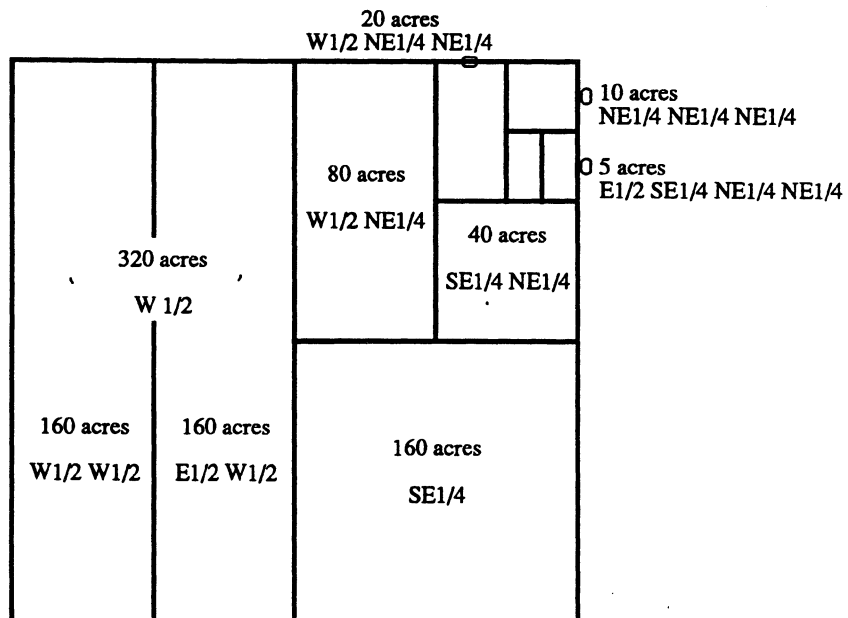 20 acres
W1/2 NE1/4 NE1/4
10 acres
NE1/4 NE1/4 NE1/4
5 acres
E1/2 SE1/4 NE1/4 NE1/4
80 acres
W1/2 NE1/4
40 acres
SE1/4 NE1/4
320 acres
W 1/2
160 acres
W1/2 W1/2
160 acres
E1/2 W1/2
160 acres
SE1/4